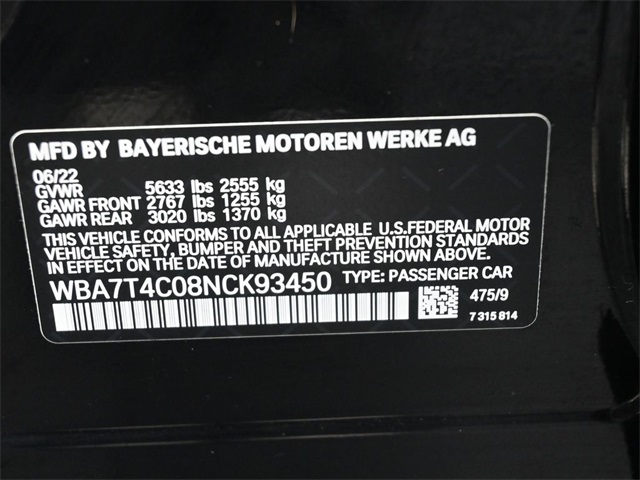 MFD BY BAYERISCHE MOTOREN WERKE AG
06/22
GVWR 5633 lbs 2555 kg
GAWR FRONT 2767 lbs 1255 kg
GAWR REAR 3020 lbs 1370 kg
THIS VEHICLE CONFORMS TO ALL APPLICABLE U.S.FEDERAL MOTOR
VEHICLE SAFETY, BUMPER AND THEFT PREVENTION STANDARDS
IN EFFECT ON THE DATE OF MANUFACTURE SHOWN ABOVE.
WBA7T4C08NCK93450 TYPE: PASSENGER CAR
475/9
7 315 814